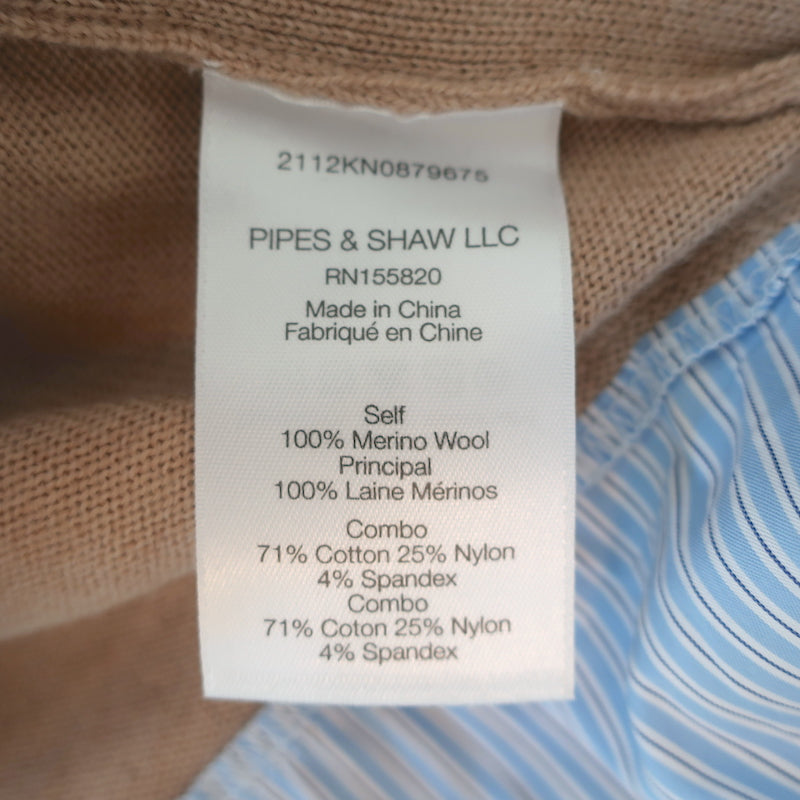 2112KN0879675
PIPES & SHAW LLC
RN155820
Made in China
Fabriqué en Chine
Self
100% Merino Wool
Principal
100% Laine Mérinos
Combo
71% Cotton 25% Nylon
4% Spandex
Combo
71% Coton 25% Nylon
4% Spandex